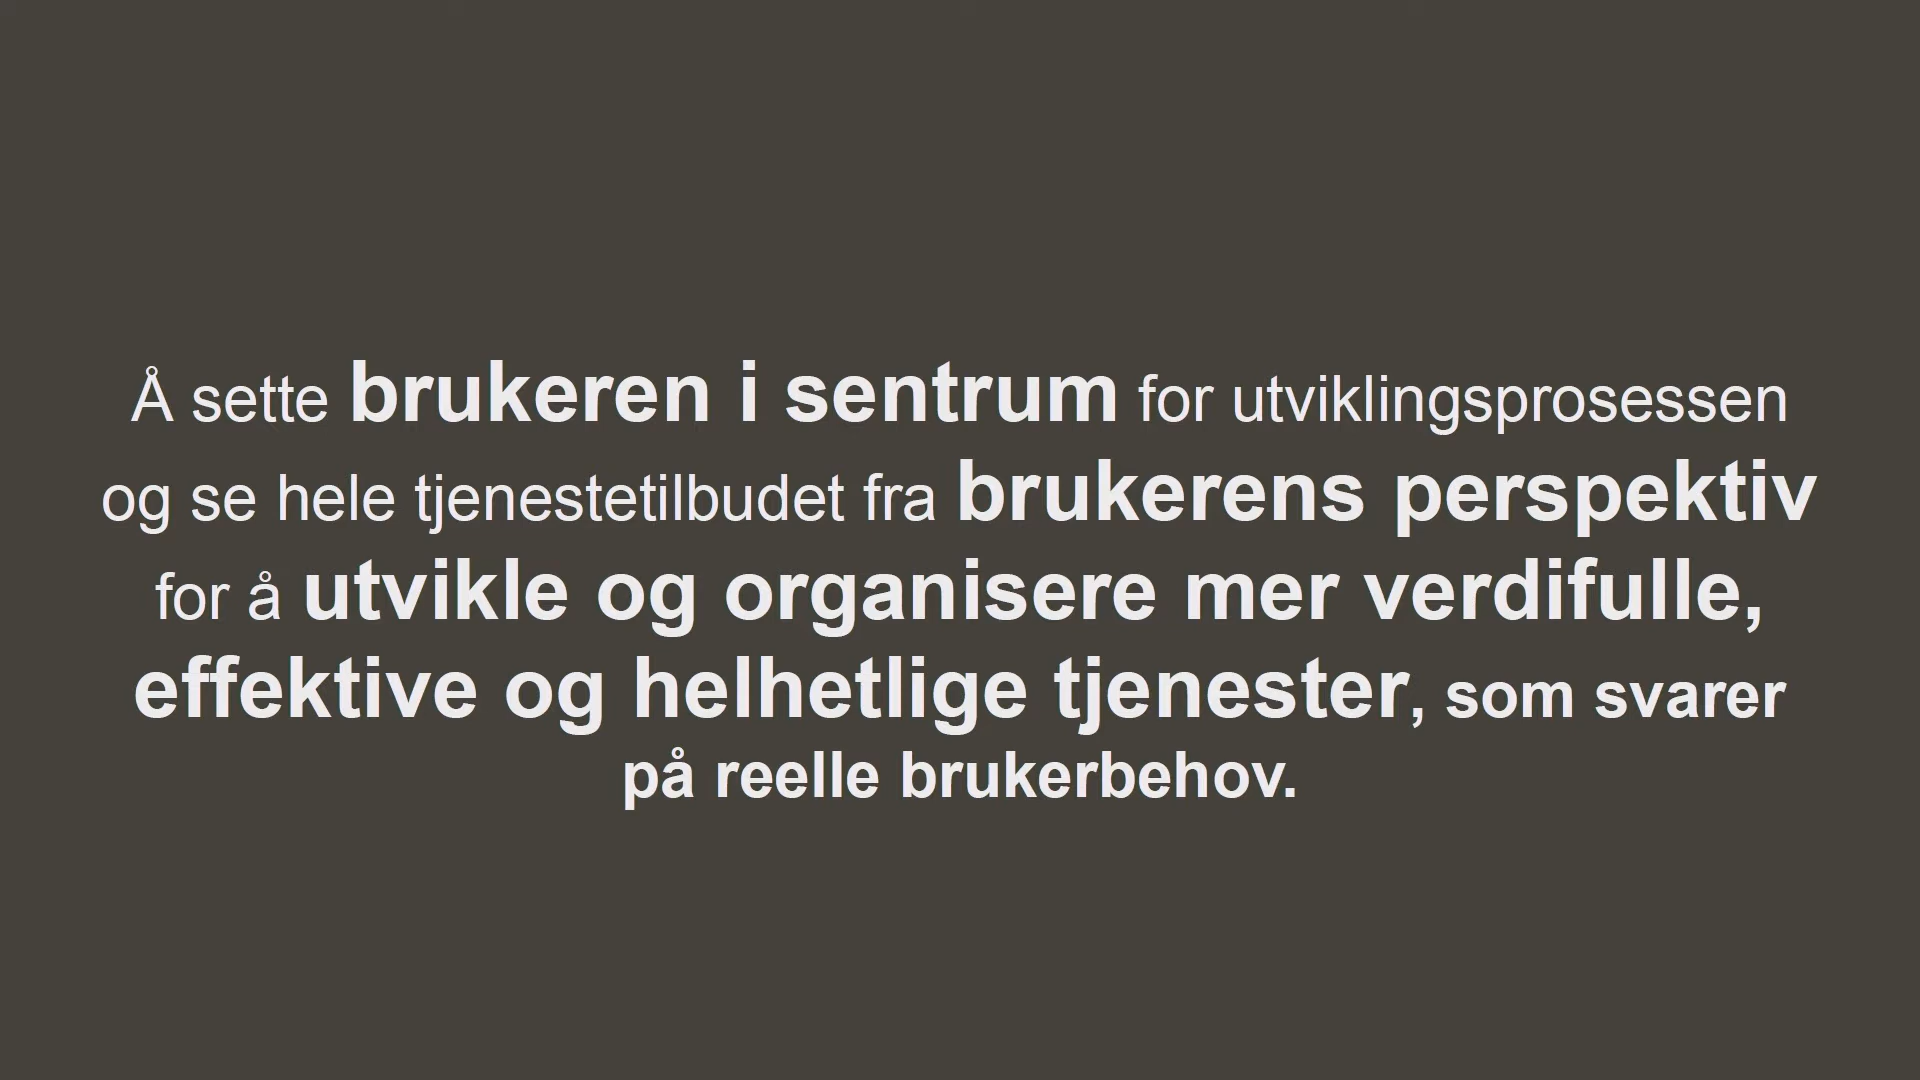 Å sette brukeren i sentrum for utviklingsprosessen
og se hele tjenestetilbudet fra brukerens perspektiv
for å utvikle og organisere mer verdifulle,
effektive og helhetlige tjenester, som svarer
på reelle brukerbehov.